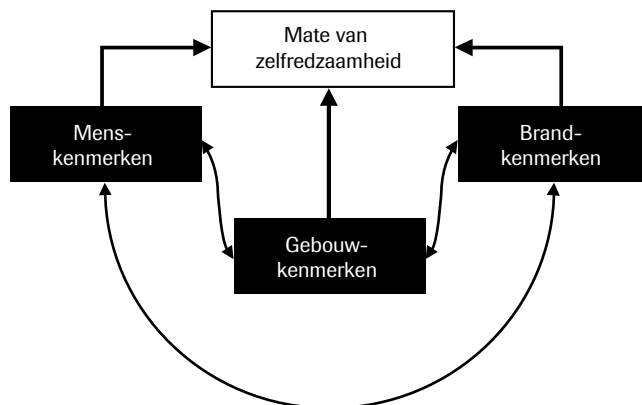 Mate van
zelfredzaamheid
Mens-
kenmerken
Brand-
kenmerken
Gebouw-
kenmerken